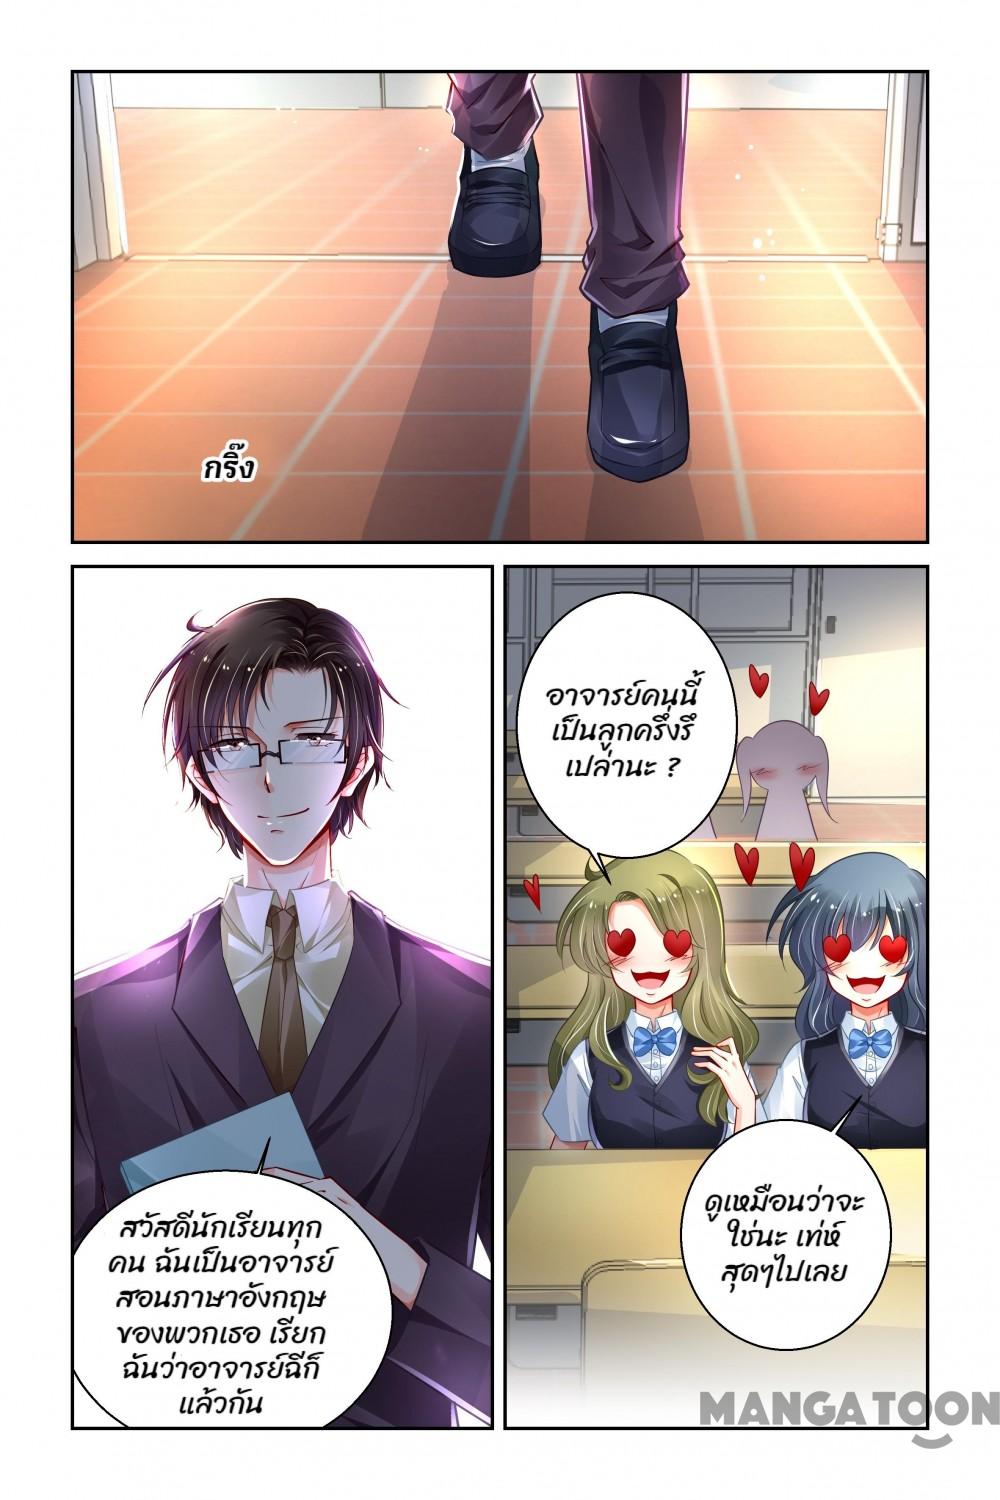 กริ๊ง
สวัสดีนักเรียนทุก
คน ฉันเป็นอาจารย์
สอนภาษาอังกฤษ
ของพวกเธอ เรียก
ฉันว่าอาจารย์ฉีก็
แล้วกัน
อาจารย์คนนี้
เป็นลูกครึ่งรึ
เปล่านะ ?
ดูเหมือนว่าจะ
ใช่นะ เท่ห์
สุดๆไปเลย
MANGATOON